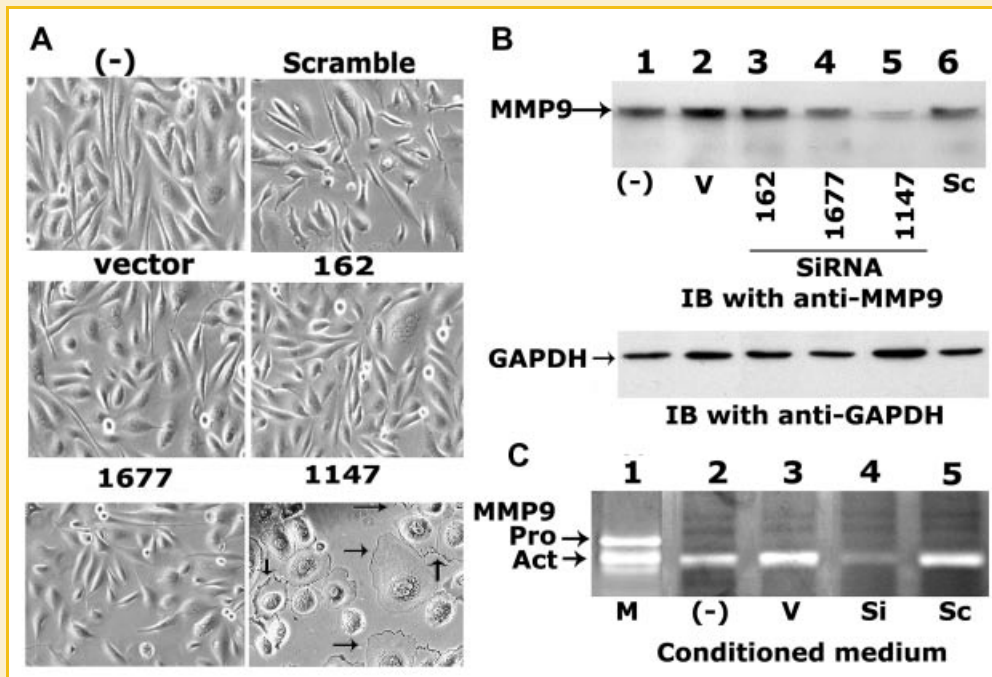 A
(-) Scramble
vector 162
1677 1147
B
1 2 3 4 5 6
MMP9
(-) V 162 1677 1147 Sc
SiRNA
IB with anti-MMP9
GAPDH
IB with anti-GAPDH
C
1 2 3 4 5
MMP9
Pro
Act
M (-) V Si Sc
Conditioned medium